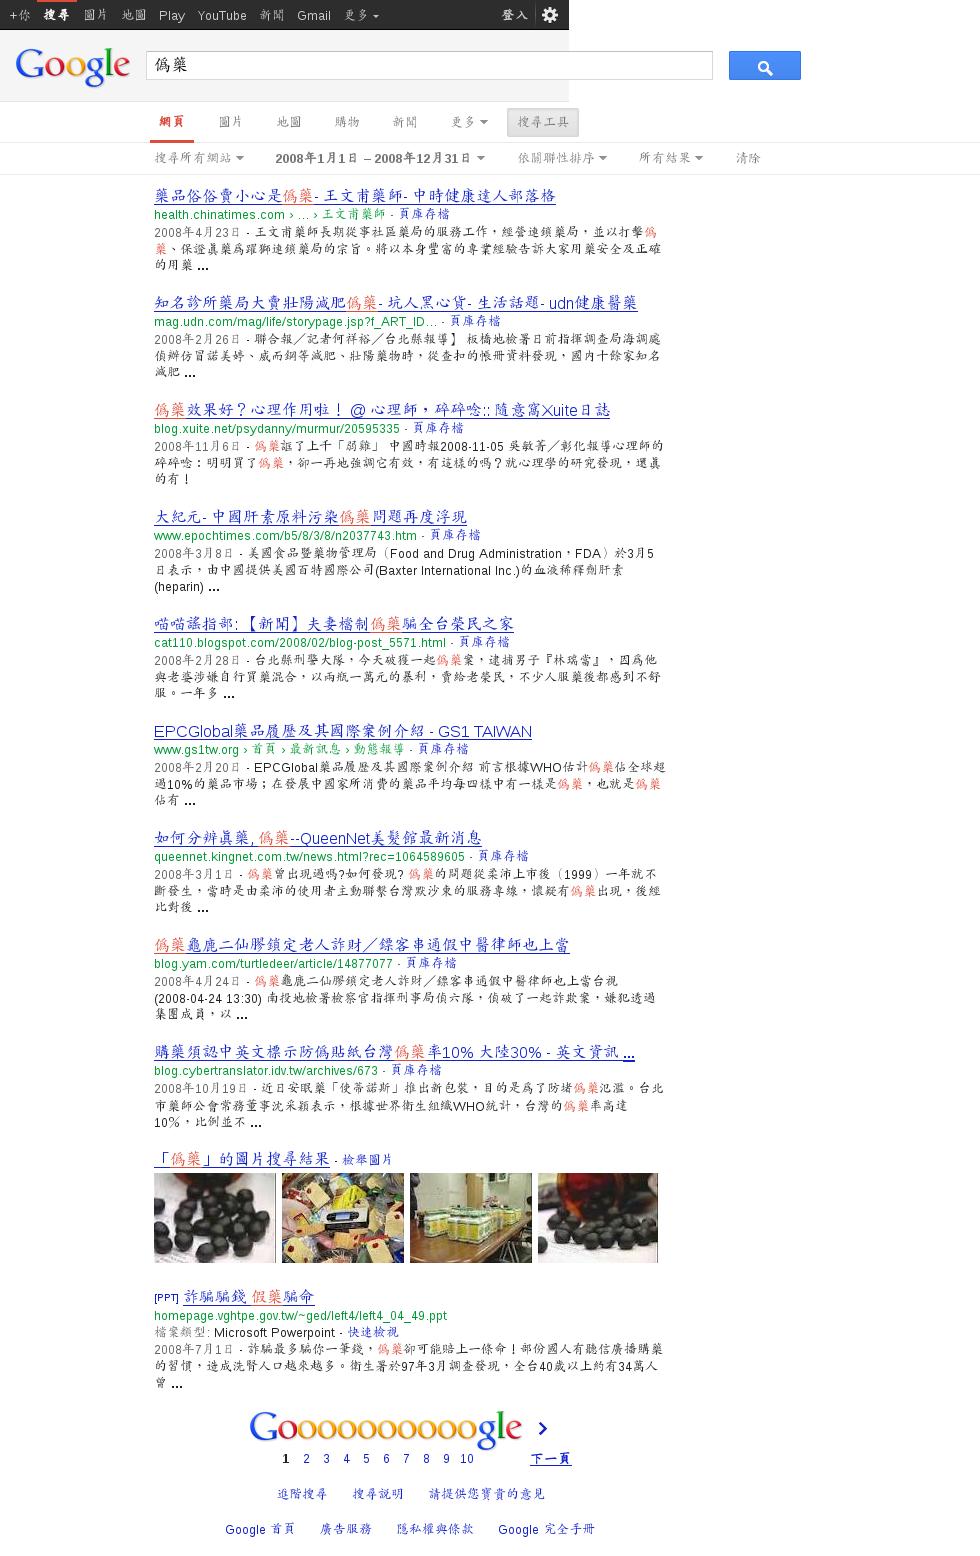 +你 搜尋 圖片 地圖 Play YouTube 新聞 Gmail 更多 登入
Google 偽藥
網頁 圖片 地圖 購物 新聞 更多 搜尋工具
搜尋所有網站 2008年1月1日 – 2008年12月31日 依關聯性排序 所有結果 清除
藥品俗俗賣小心是偽藥- 王文甫藥師- 中時健康達人部落格
health.chinatimes.com › ... › 王文甫藥師 - 頁庫存檔
2008年4月23日 - 王文甫藥師長期從事社區藥局的服務工作，經營連鎖藥局，並以打擊偽
藥、保證真藥為躍獅連鎖藥局的宗旨。將以本身豐富的專業經驗告訴大家用藥安全及正確
的用藥 ...
知名診所藥局大賣壯陽減肥偽藥- 坑人黑心貨- 生活話題- udn健康醫藥
mag.udn.com/mag/life/storypage.jsp?f_ART_ID... - 頁庫存檔
2008年2月26日 - 聯合報╱記者何祥裕╱台北縣報導】 板橋地檢署日前指揮調查局海調處
偵辦仿冒諾美婷、威而鋼等減肥、壯陽藥物時，從查扣的帳冊資料發現，國內十餘家知名
減肥 ...
偽藥效果好？心理作用啦！ @ 心理師，碎碎唸:: 隨意窩Xuite日誌
blog.xuite.net/psydanny/murmur/20595335 - 頁庫存檔
2008年11月6日 - 偽藥誆了上千「弱雞」 中國時報2008-11-05 吳敏菁／彰化報導心理師的
碎碎唸：明明買了偽藥，卻一再地強調它有效，有這樣的嗎？就心理學的研究發現，還真
的有！
大紀元- 中國肝素原料污染偽藥問題再度浮現
www.epochtimes.com/b5/8/3/8/n2037743.htm - 頁庫存檔
2008年3月8日 - 美國食品暨藥物管理局（Food and Drug Administration，FDA）於3月5
日表示，由中國提供美國百特國際公司(Baxter International Inc.)的血液稀釋劑肝素
(heparin) ...
喵喵謠指部: 【新聞】夫妻檔制偽藥騙全台榮民之家
cat110.blogspot.com/2008/02/blog-post_5571.html - 頁庫存檔
2008年2月28日 - 台北縣刑警大隊，今天破獲一起偽藥案，逮捕男子『林瑞當』，因為他
與老婆涉嫌自行買藥混合，以兩瓶一萬元的暴利，賣給老榮民，不少人服藥後都感到不舒
服。一年多 ...
EPCGlobal藥品履歷及其國際案例介紹 - GS1 TAIWAN
www.gs1tw.org › 首頁 › 最新訊息 › 動態報導 - 頁庫存檔
2008年2月20日 - EPCGlobal藥品履歷及其國際案例介紹 前言根據WHO估計偽藥佔全球超
過10%的藥品市場；在發展中國家所消費的藥品平均每四樣中有一樣是偽藥，也就是偽藥
佔有 ...
如何分辨真藥, 偽藥--QueenNet美髮館最新消息
queennet.kingnet.com.tw/news.html?rec=1064589605 - 頁庫存檔
2008年3月1日 - 偽藥曾出現過嗎?如何發現? 偽藥的問題從柔沛上市後（1999）一年就不
斷發生，當時是由柔沛的使用者主動聯繫台灣默沙東的服務專線，懷疑有偽藥出現，後經
比對後 ...
偽藥龜鹿二仙膠鎖定老人詐財／鏢客串通假中醫律師也上當
blog.yam.com/turtledeer/article/14877077 - 頁庫存檔
2008年4月24日 - 偽藥龜鹿二仙膠鎖定老人詐財／鏢客串通假中醫律師也上當台視
(2008-04-24 13:30) 南投地檢署檢察官指揮刑事局偵六隊，偵破了一起詐欺案，嫌犯透過
集團成員，以 ...
購藥須認中英文標示防偽貼紙台灣偽藥率10% 大陸30% - 英文資訊 ...
blog.cybertranslator.idv.tw/archives/673 - 頁庫存檔
2008年10月19日 - 近日安眠藥「使蒂諾斯」推出新包裝，目的是為了防堵偽藥氾濫。台北
市藥師公會常務董事沈采穎表示，根據世界衛生組織WHO統計，台灣的偽藥率高達
10%，比例並不 ...
「偽藥」的圖片搜尋結果 - 檢舉圖片
[PPT] 詐騙騙錢 假藥騙命
homepage.vghtpe.gov.tw/~ged/left4/left4_04_49.ppt
檔案類型: Microsoft Powerpoint - 快速檢視
2008年7月1日 - 詐騙最多騙你一筆錢，偽藥卻可能賠上一條命！部份國人有聽信廣播購藥
的習慣，造成洗腎人口越來越多。衛生署於97年3月調查發現，全台40歲以上約有34萬人
曾 ...
Goooooooooogle
1 2 3 4 5 6 7 8 9 10 下一頁
進階搜尋 搜尋說明 請提供您寶貴的意見
Google 首頁 廣告服務 隱私權與條款 Google 完全手冊